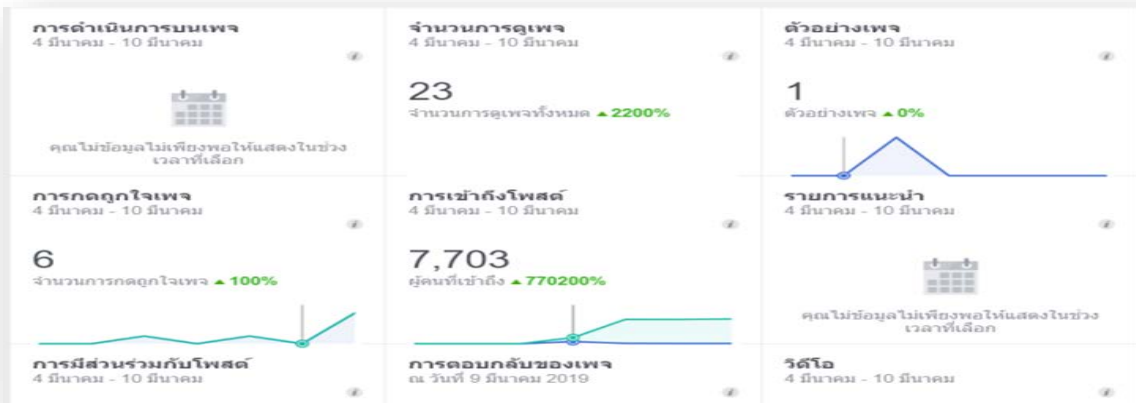 การดำเนินการบนเพจ
4 มีนาคม - 10 มีนาคม
คุณไม่ข้อมูลไม่เพียงพอให้แสดงในช่วง
เวลาที่เลือก
จำนวนการดูเพจ
4 มีนาคม - 10 มีนาคม
23
จำนวนการดูเพจทั้งหมด ▲ 2200%
ตัวอย่างเพจ
4 มีนาคม - 10 มีนาคม
1
ตัวอย่างเพจ ▲ 0%
การกดถูกใจเพจ
4 มีนาคม - 10 มีนาคม
6
จำนวนการกดถูกใจเพจ ▲ 100%
การเข้าถึงโพสต์
4 มีนาคม - 10 มีนาคม
7,703
ผู้คนที่เข้าถึง ▲ 770200%
รายการแนะนำ
4 มีนาคม - 10 มีนาคม
คุณไม่ข้อมูลไม่เพียงพอให้แสดงในช่วง
เวลาที่เลือก
การมีส่วนร่วมกับโพสต์
4 มีนาคม - 10 มีนาคม
การตอบกลับของเพจ
ณ วันที่ 9 มีนาคม 2019
วิดีโอ
4 มีนาคม - 10 มีนาคม